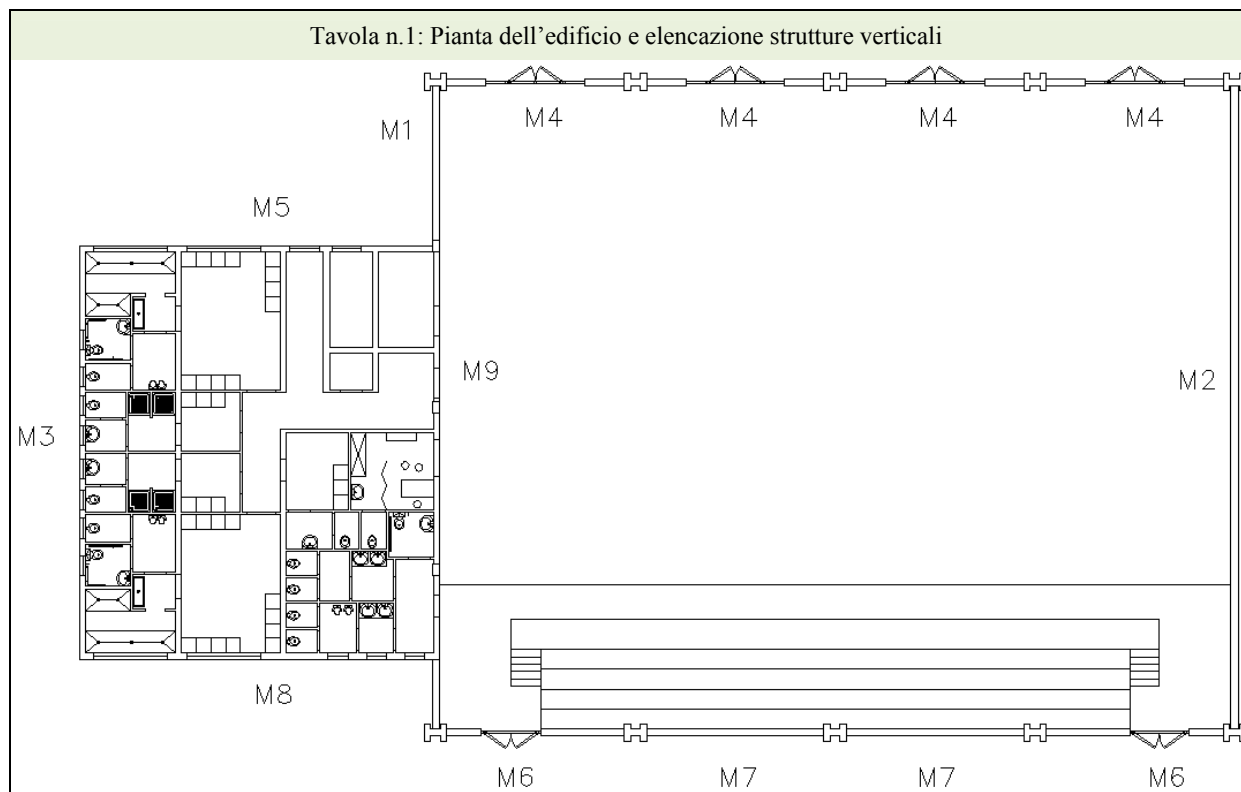 Tavola n.1: Pianta dell’edificio e elencazione strutture verticali
M4 M4 M4 M4
M1
M5
M9
M2
M3
M8
M6 M7 M7 M6